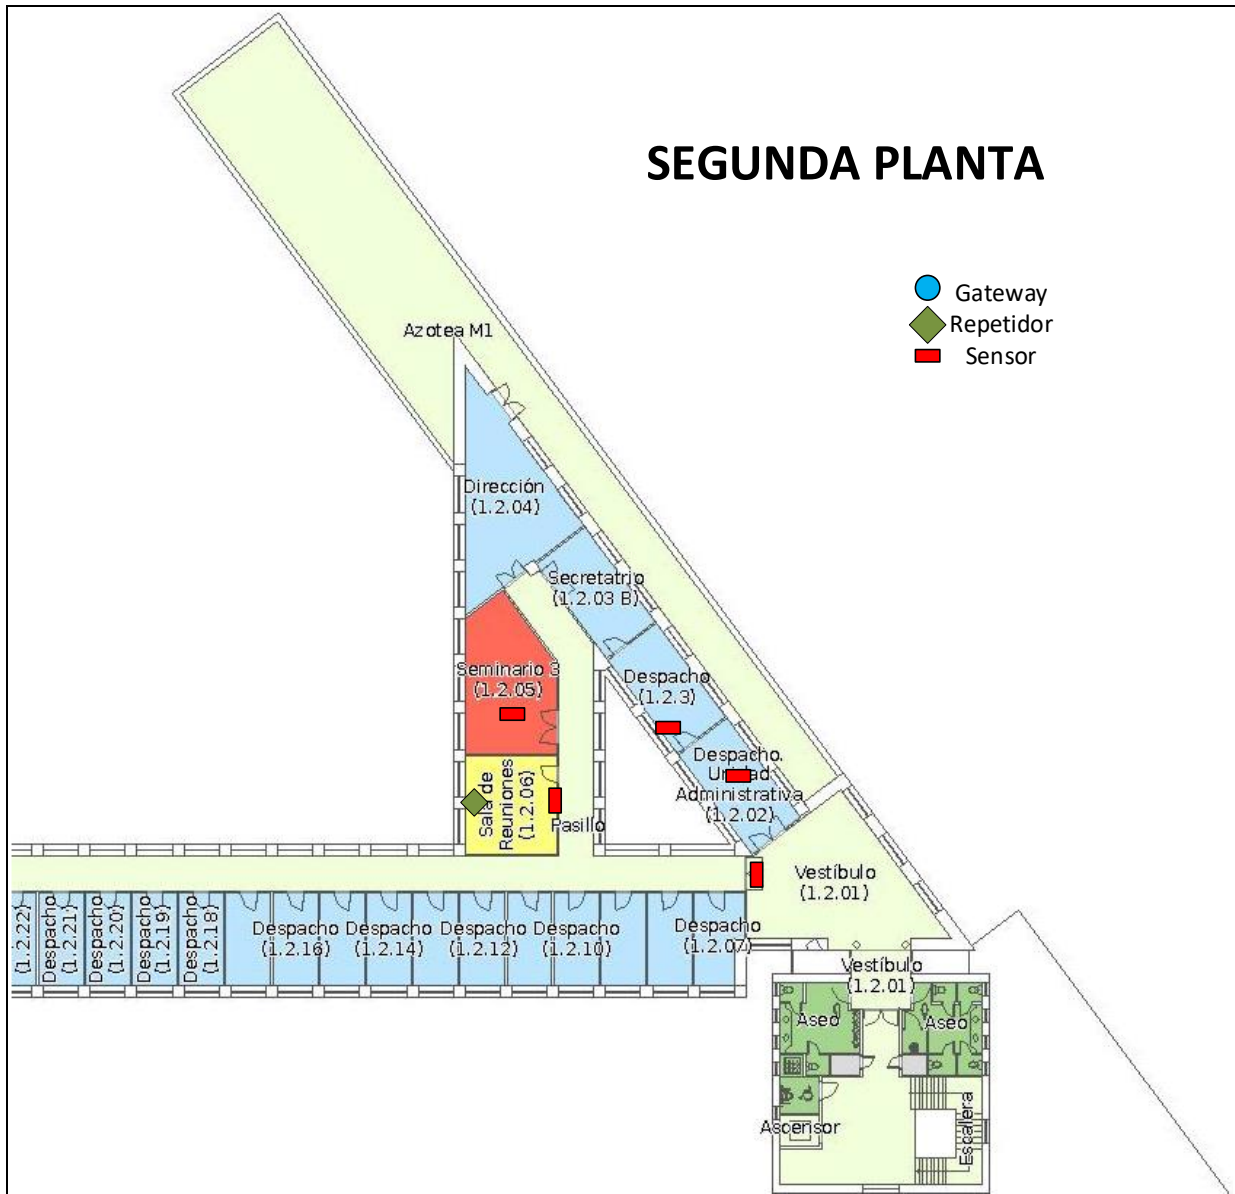 SEGUNDA PLANTA
Gateway
Repetidor
Sensor
Azotea M1
Dirección
(1.2.04)
Secretatrio
(1.2.03 B)
Seminario 3
(1.2.05)
Despacho
(1.2.3)
Despacho.
Unidad
Administrativa
(1.2.02)
Sala de
Reuniones
(1.2.06)
Pasillo
Vestíbulo
(1.2.01)
(1.2.22)
Despacho
(1.2.21)
Despacho
(1.2.20)
Despacho
(1.2.19)
Despacho
(1.2.18)
Despacho
(1.2.16)
Despacho
(1.2.14)
Despacho
(1.2.12)
Despacho
(1.2.10)
Despacho
(1.2.07)
Vestíbulo
(1.2.01)
Aseo
Aseo
Ascensor
Escalera